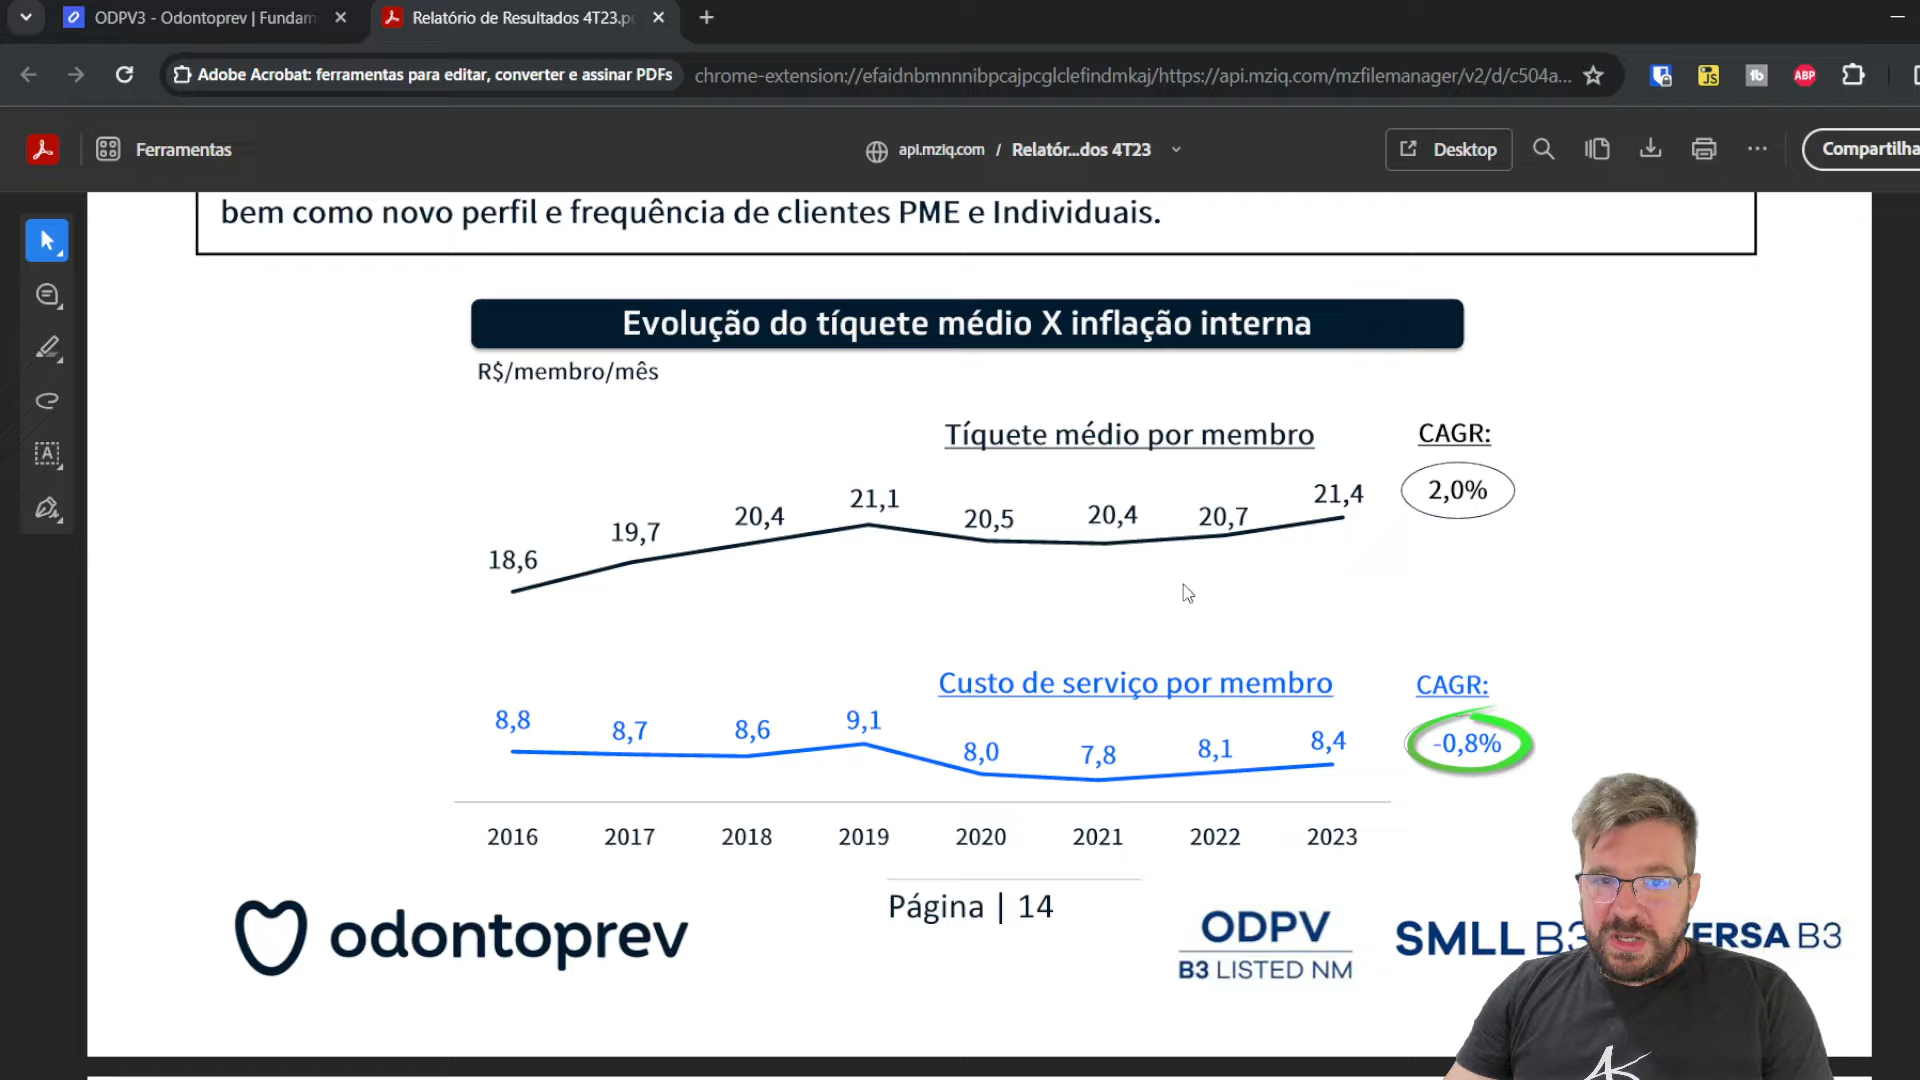 ODPV3 - Odontoprev | Fundam
Relatório de Resultados 4T23.p
Adobe Acrobat: ferramentas para editar, converter e assinar PDFs
chrome-extension://efaidnbmnnnibpcajpcglclefindmkaj/https://api.mziq.com/mzfilemanager/v2/d/c504a...
JS
tb
ABP
Ferramentas
api.mziq.com / Relatór...dos 4T23
Desktop
Compartilha
bem como novo perfil e frequência de clientes PME e Individuais.
Evolução do tíquete médio X inflação interna
R$/membro/mês
Tíquete médio por membro
CAGR:
18,6 19,7 20,4 21,1 20,5 20,4 20,7 21,4
2,0%
Custo de serviço por membro
CAGR:
8,8 8,7 8,6 9,1 8,0 7,8 8,1 8,4
-0,8%
2016 2017 2018 2019 2020 2021 2022 2023
Página | 14
odontoprev
ODPV
B3 LISTED NM
SMLL B3
VERSA B3